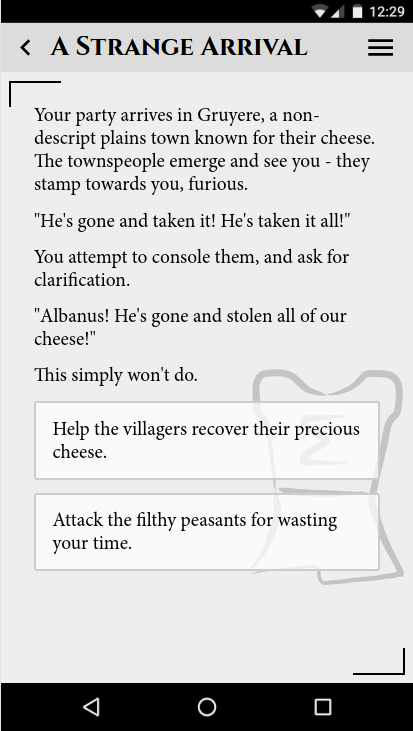 12:29
A Strange Arrival
Your party arrives in Gruyere, a non-
descript plains town known for their cheese.
The townspeople emerge and see you - they
stamp towards you, furious.
"He's gone and taken it! He's taken it all!"
You attempt to console them, and ask for
clarification.
"Albanus! He's gone and stolen all of our
cheese!"
This simply won't do.
Help the villagers recover their precious
cheese.
Attack the filthy peasants for wasting
your time.